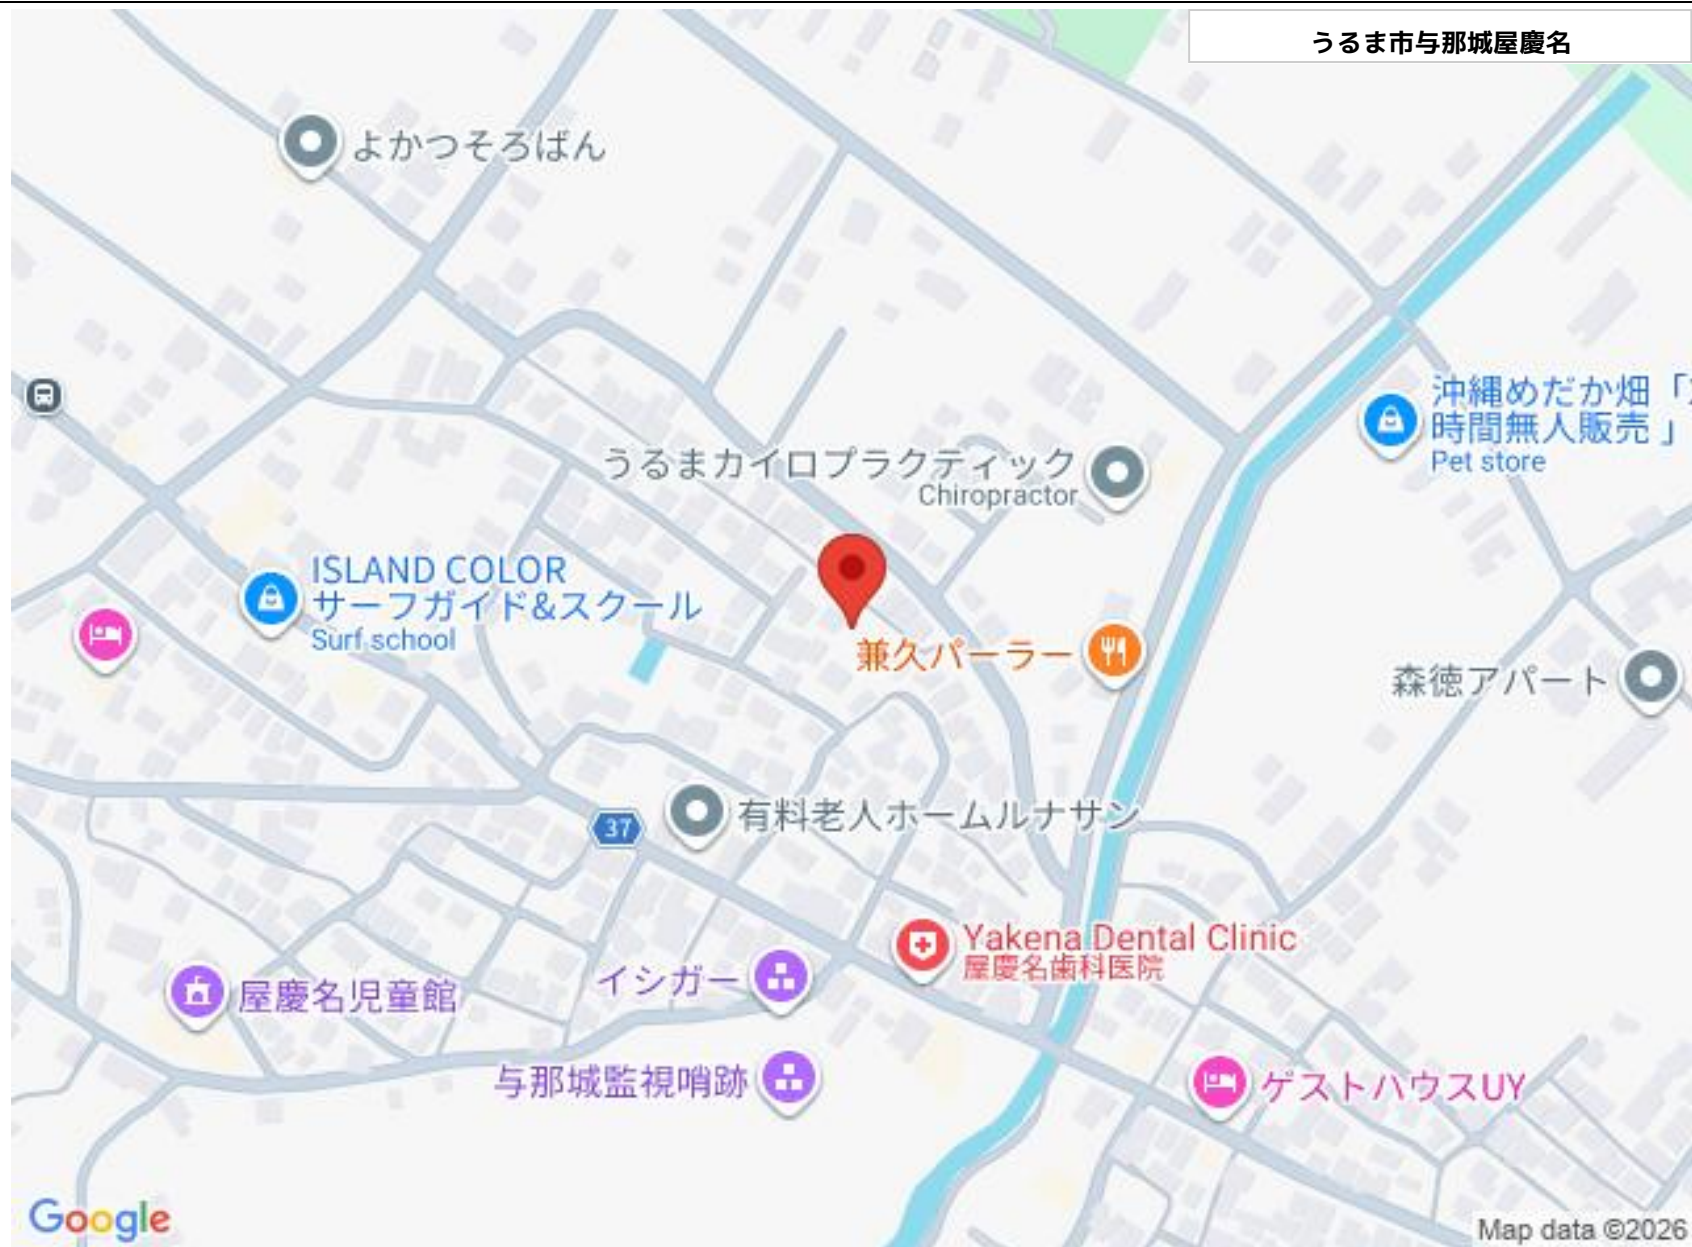 うるま市与那城屋慶名
よかつそろばん
沖縄めだか畑「
時間無人販売 」
Pet store
うるまカイロプラクティック
Chiropractor
ISLAND COLOR
サーフガイド&スクール
Surf school
兼久パーラー
森徳アパート
有料老人ホームルナサン
37
Yakena Dental Clinic
屋慶名歯科医院
イシガー
屋慶名児童館
与那城監視哨跡
ゲストハウスUY
Google
Map data ©2026